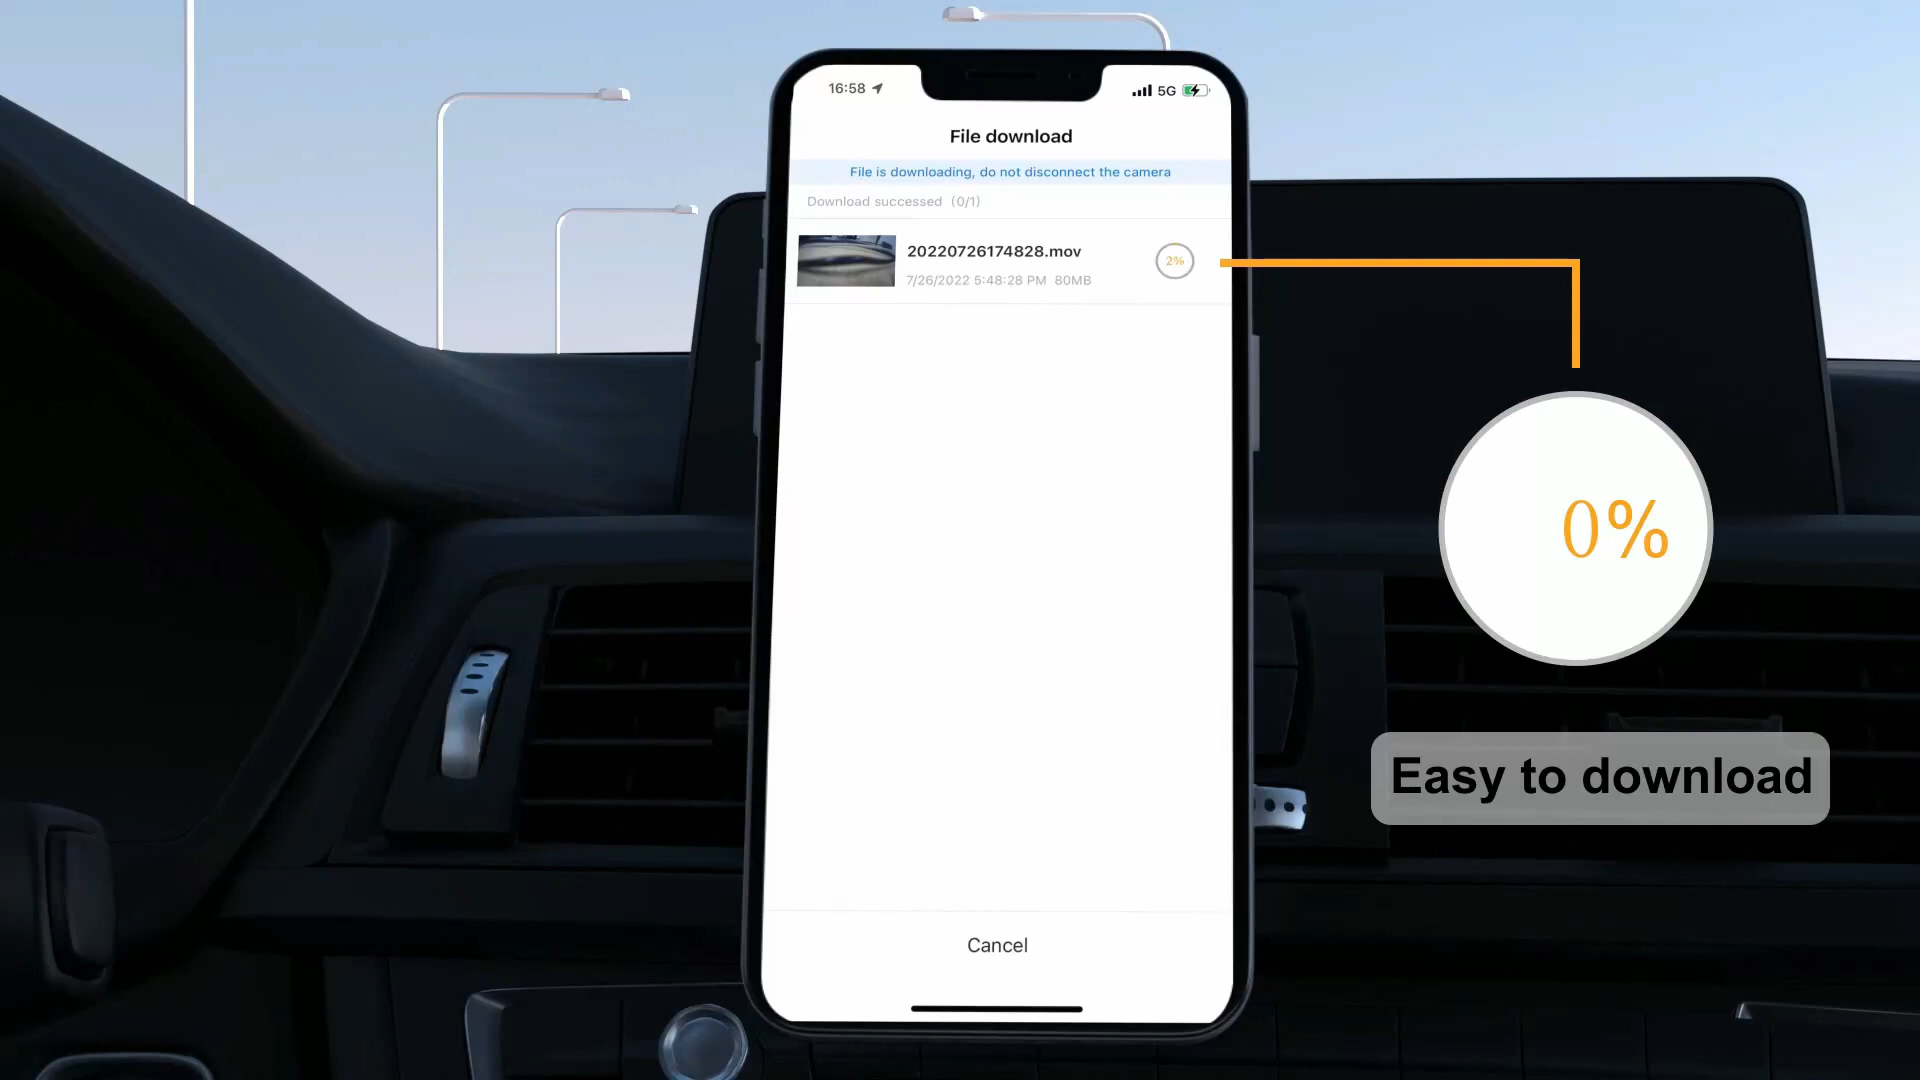 16:58
5G
File download
File is downloading, do not disconnect the camera
Download successed (0/1)
20220726174828.mov
2%
7/26/2022 5:48:28 PM 80MB
0%
Easy to download
Cancel